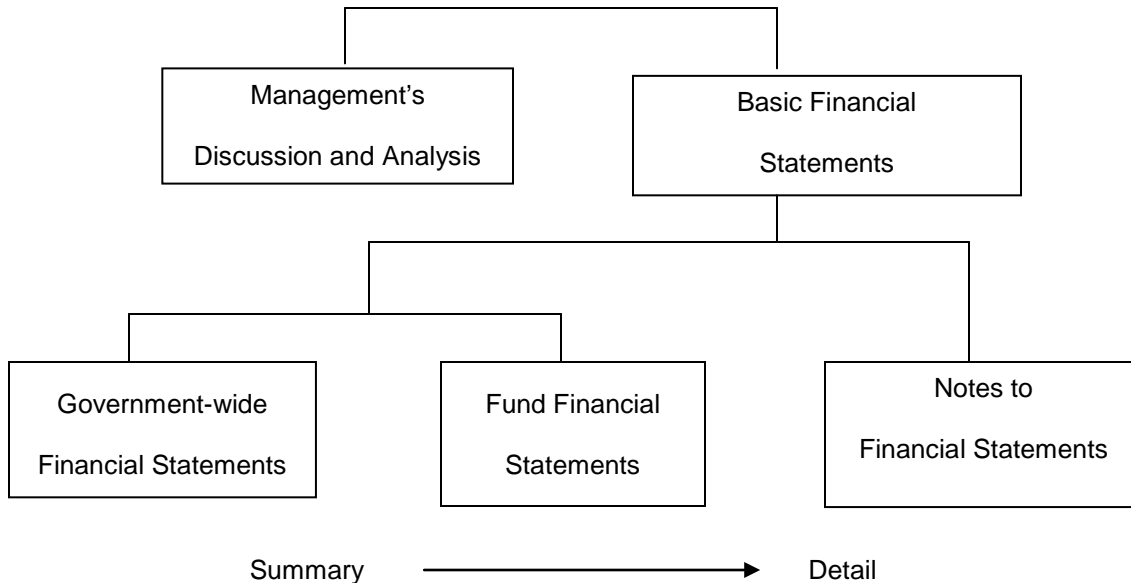 Management’s
Discussion and Analysis
Basic Financial
Statements
Government-wide
Financial Statements
Fund Financial
Statements
Notes to
Financial Statements
Summary
Detail